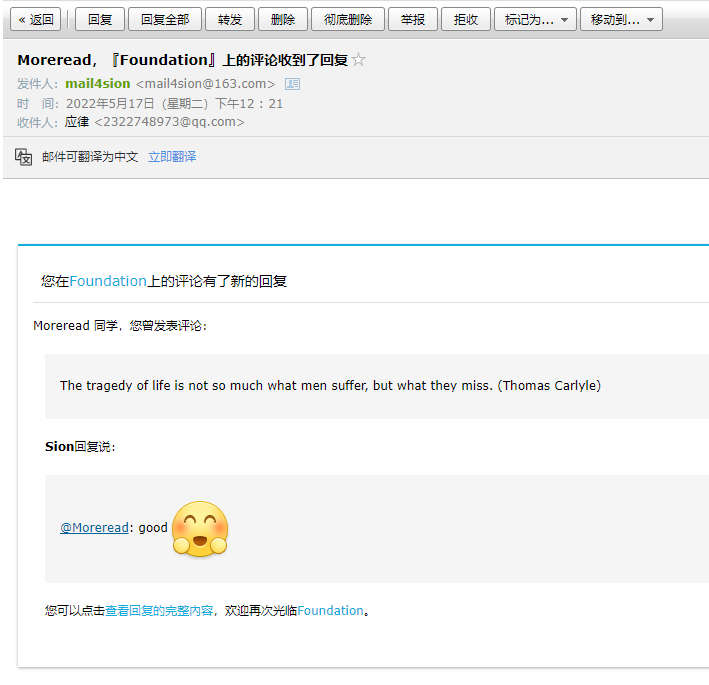 « 返回 回复 回复全部 转发 删除 彻底删除 举报 拒收 标记为... 移动到...
Moreread，『Foundation』上的评论收到了回复
发件人：mail4sion <mail4sion@163.com>
时　间：2022年5月17日（星期二）下午12：21
收件人：应律 <2322748973@qq.com>
邮件可翻译为中文 立即翻译
您在Foundation上的评论有了新的回复
Moreread 同学，您曾发表评论：
The tragedy of life is not so much what men suffer, but what they miss. (Thomas Carlyle)
Sion回复说：
@Moreread: good
您可以点击查看回复的完整内容，欢迎再次光临Foundation。